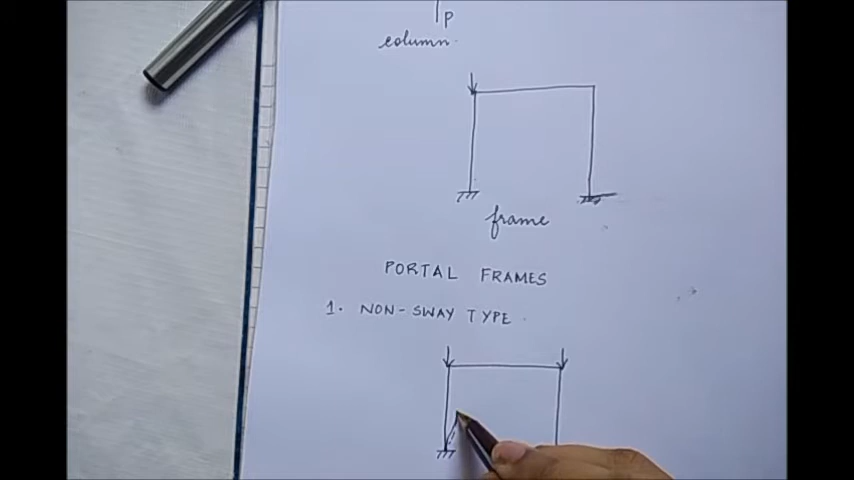 P
column.
frame
PORTAL FRAMES
1. NON-SWAY TYPE.